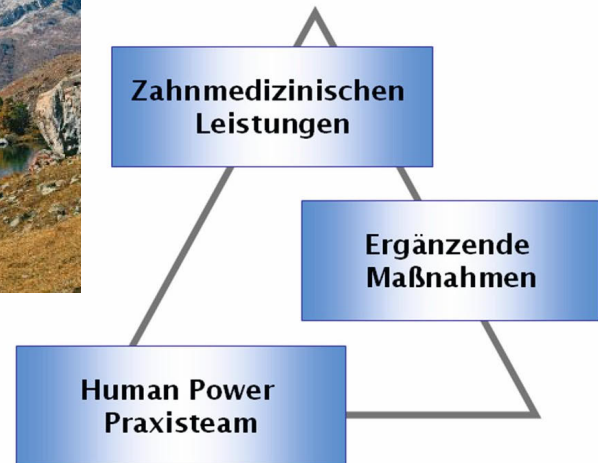 Zahnmedizinischen
Leistungen
Ergänzende
Maßnahmen
Human Power
Praxisteam